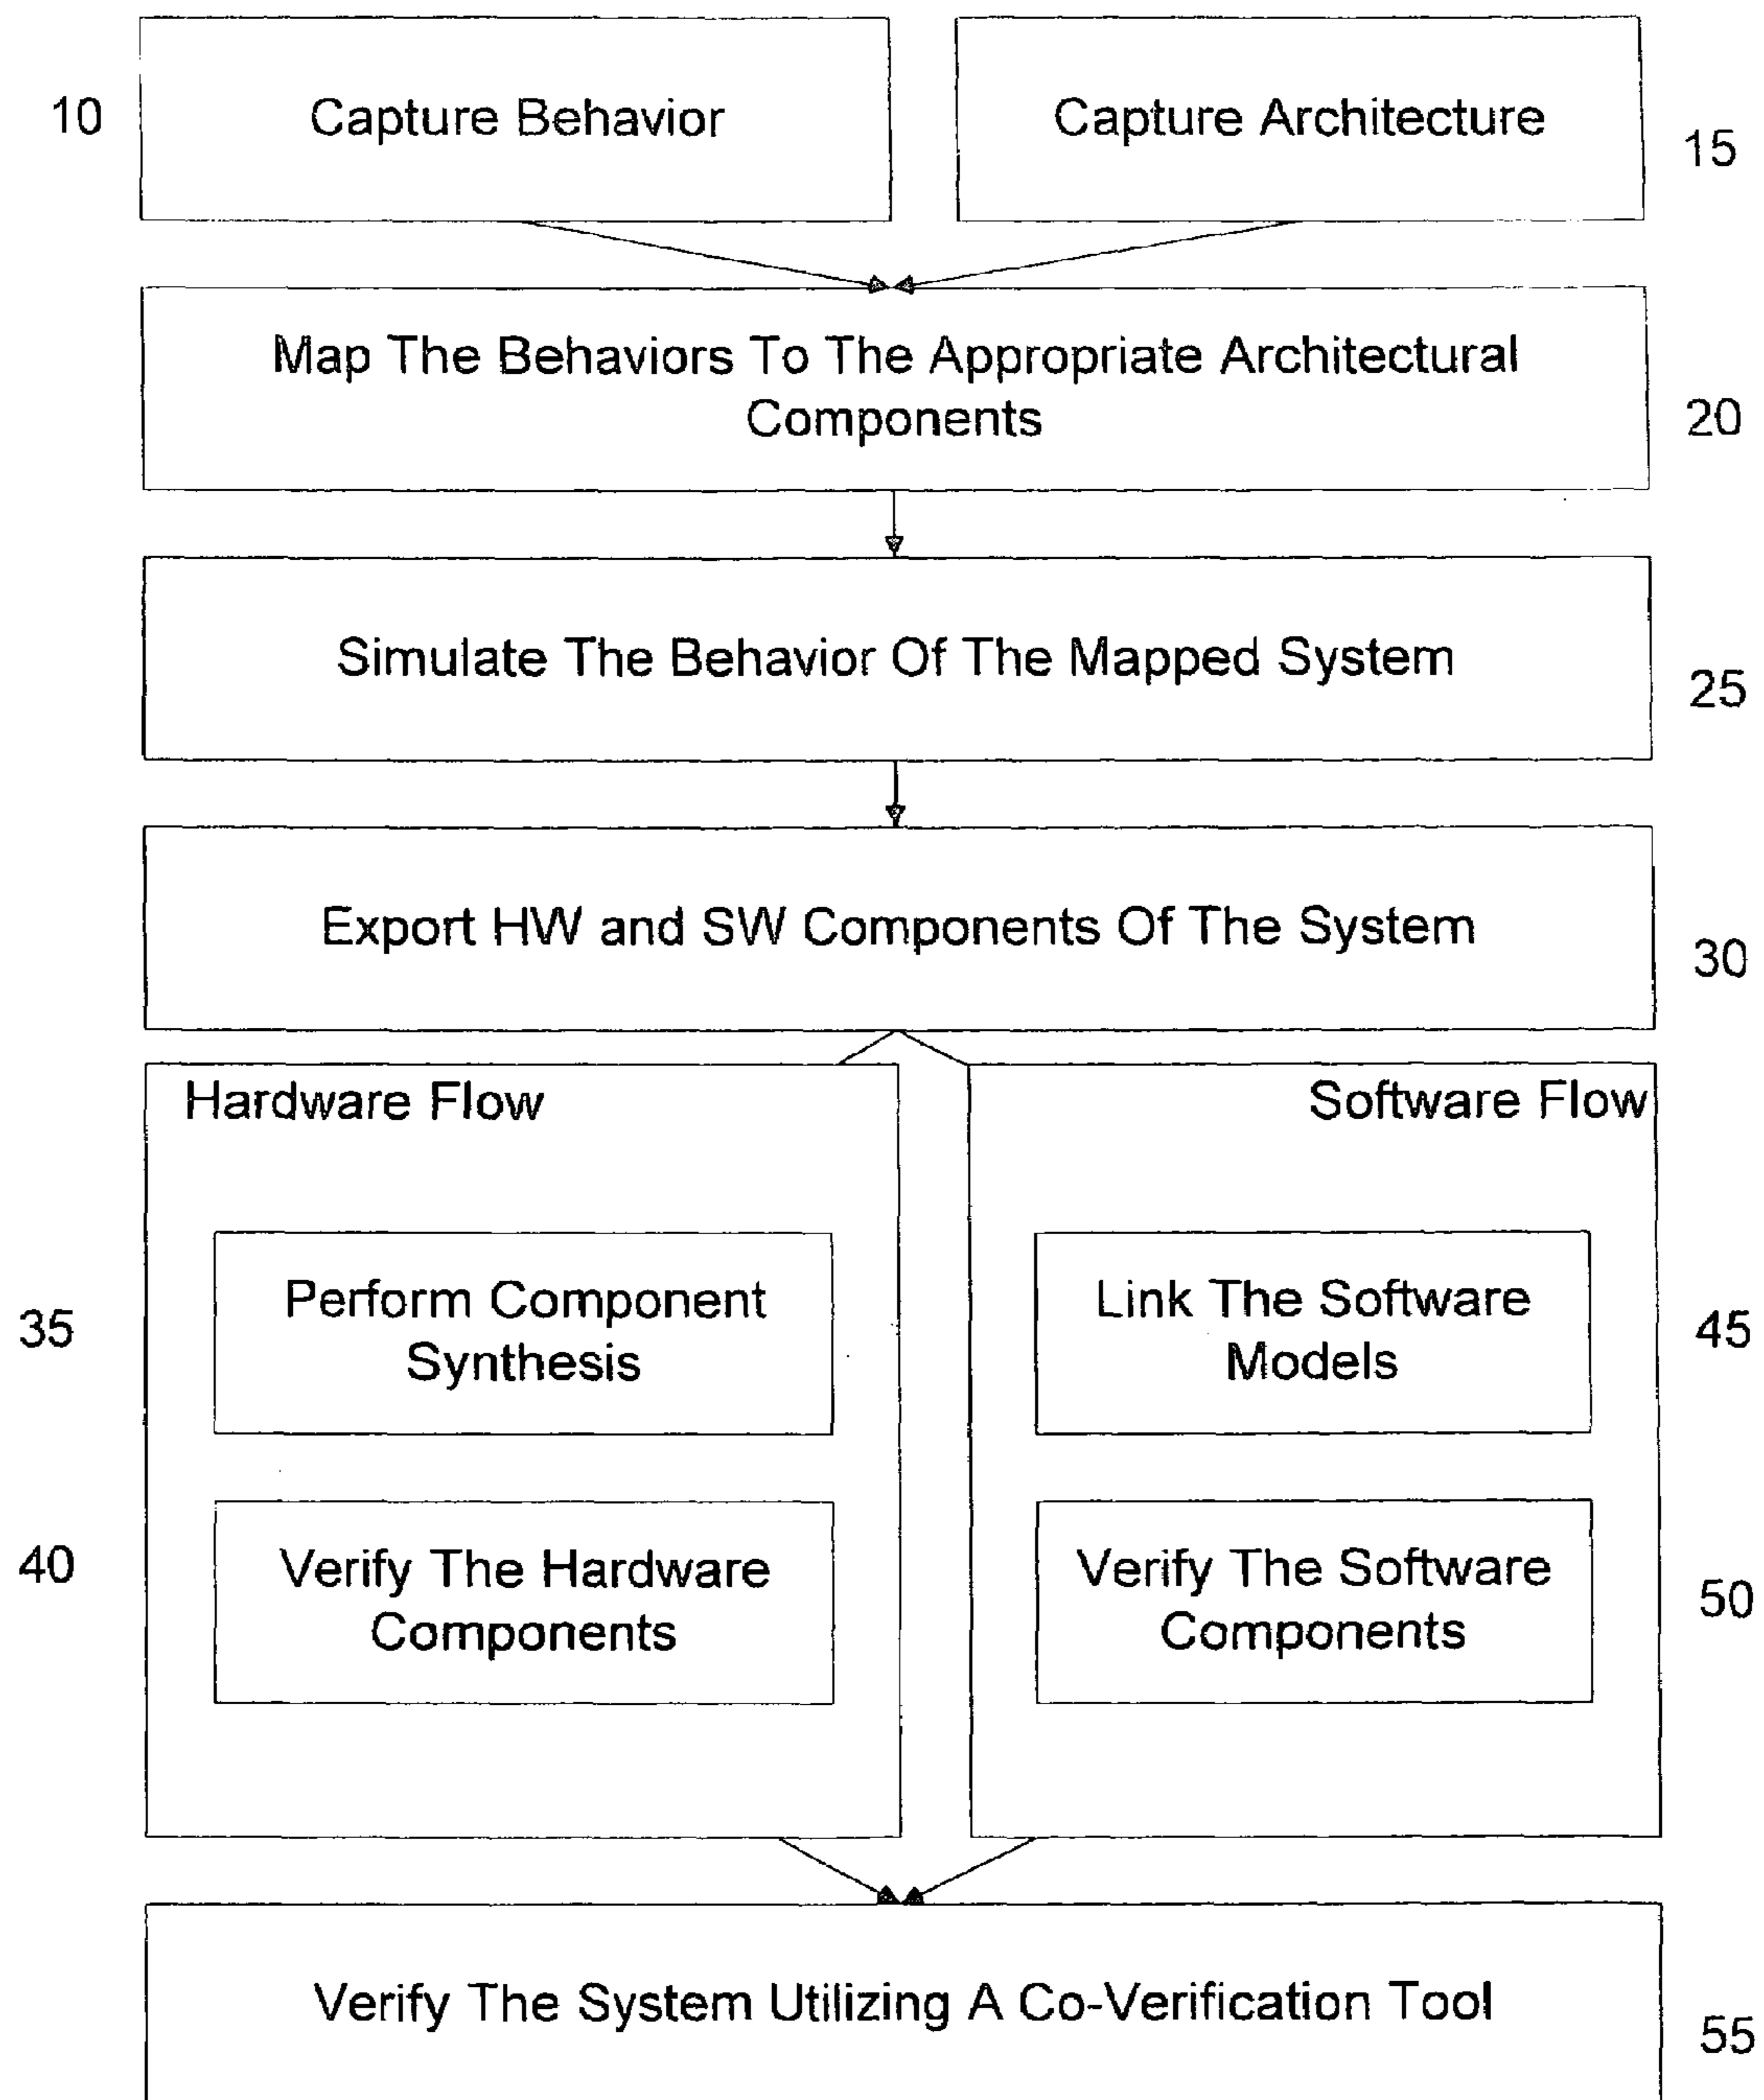 10
Capture Behavior
Capture Architecture
15
Map The Behaviors To The Appropriate Architectural
Components
20
Simulate The Behavior Of The Mapped System
25
Export HW and SW Components Of The System
30
Hardware Flow
Software Flow
35
Perform Component
Synthesis
Link The Software
Models
45
40
Verify The Hardware
Components
Verify The Software
Components
50
Verify The System Utilizing A Co-Verification Tool
55